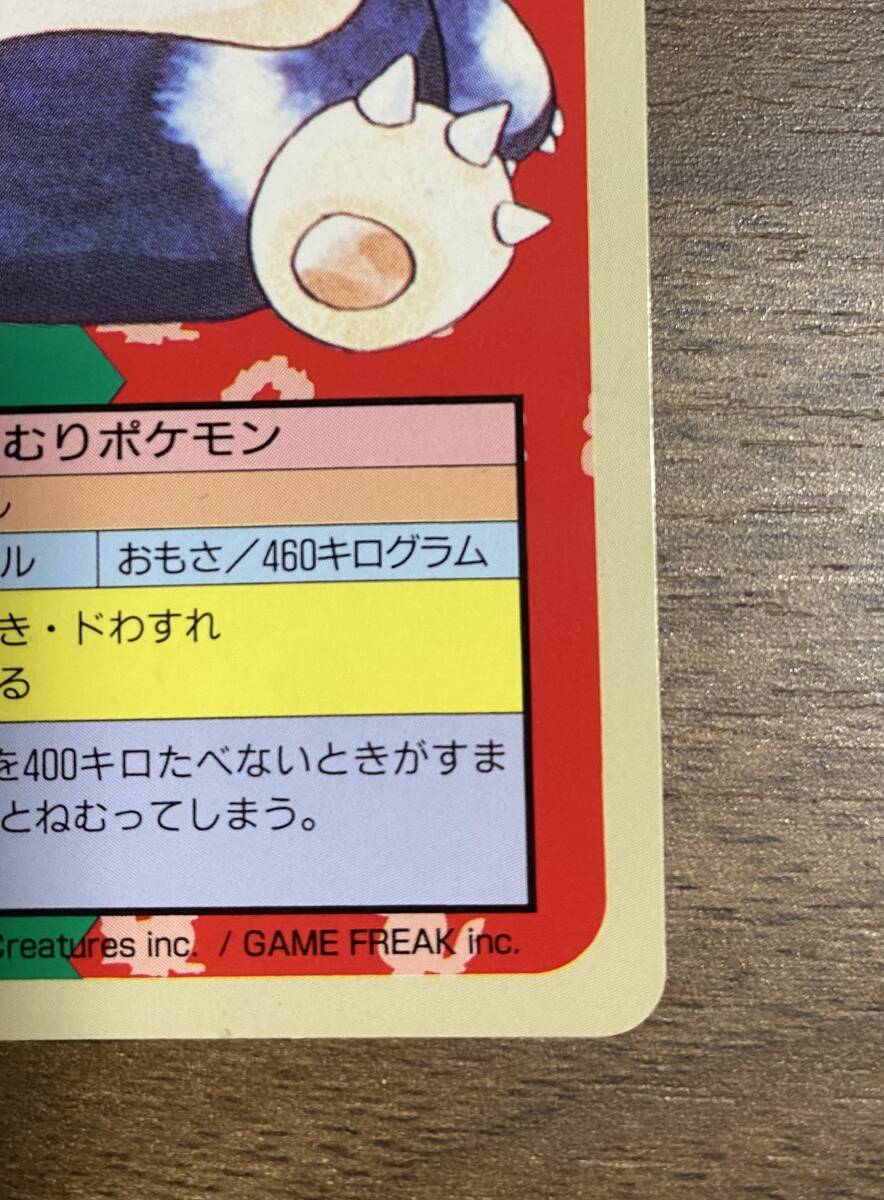 むりポケモン
ル おもさ／460キログラム
き・ドわすれ
る
を400キロたべないときがすま
とねむってしまう。
Creatures inc. / GAME FREAK inc.